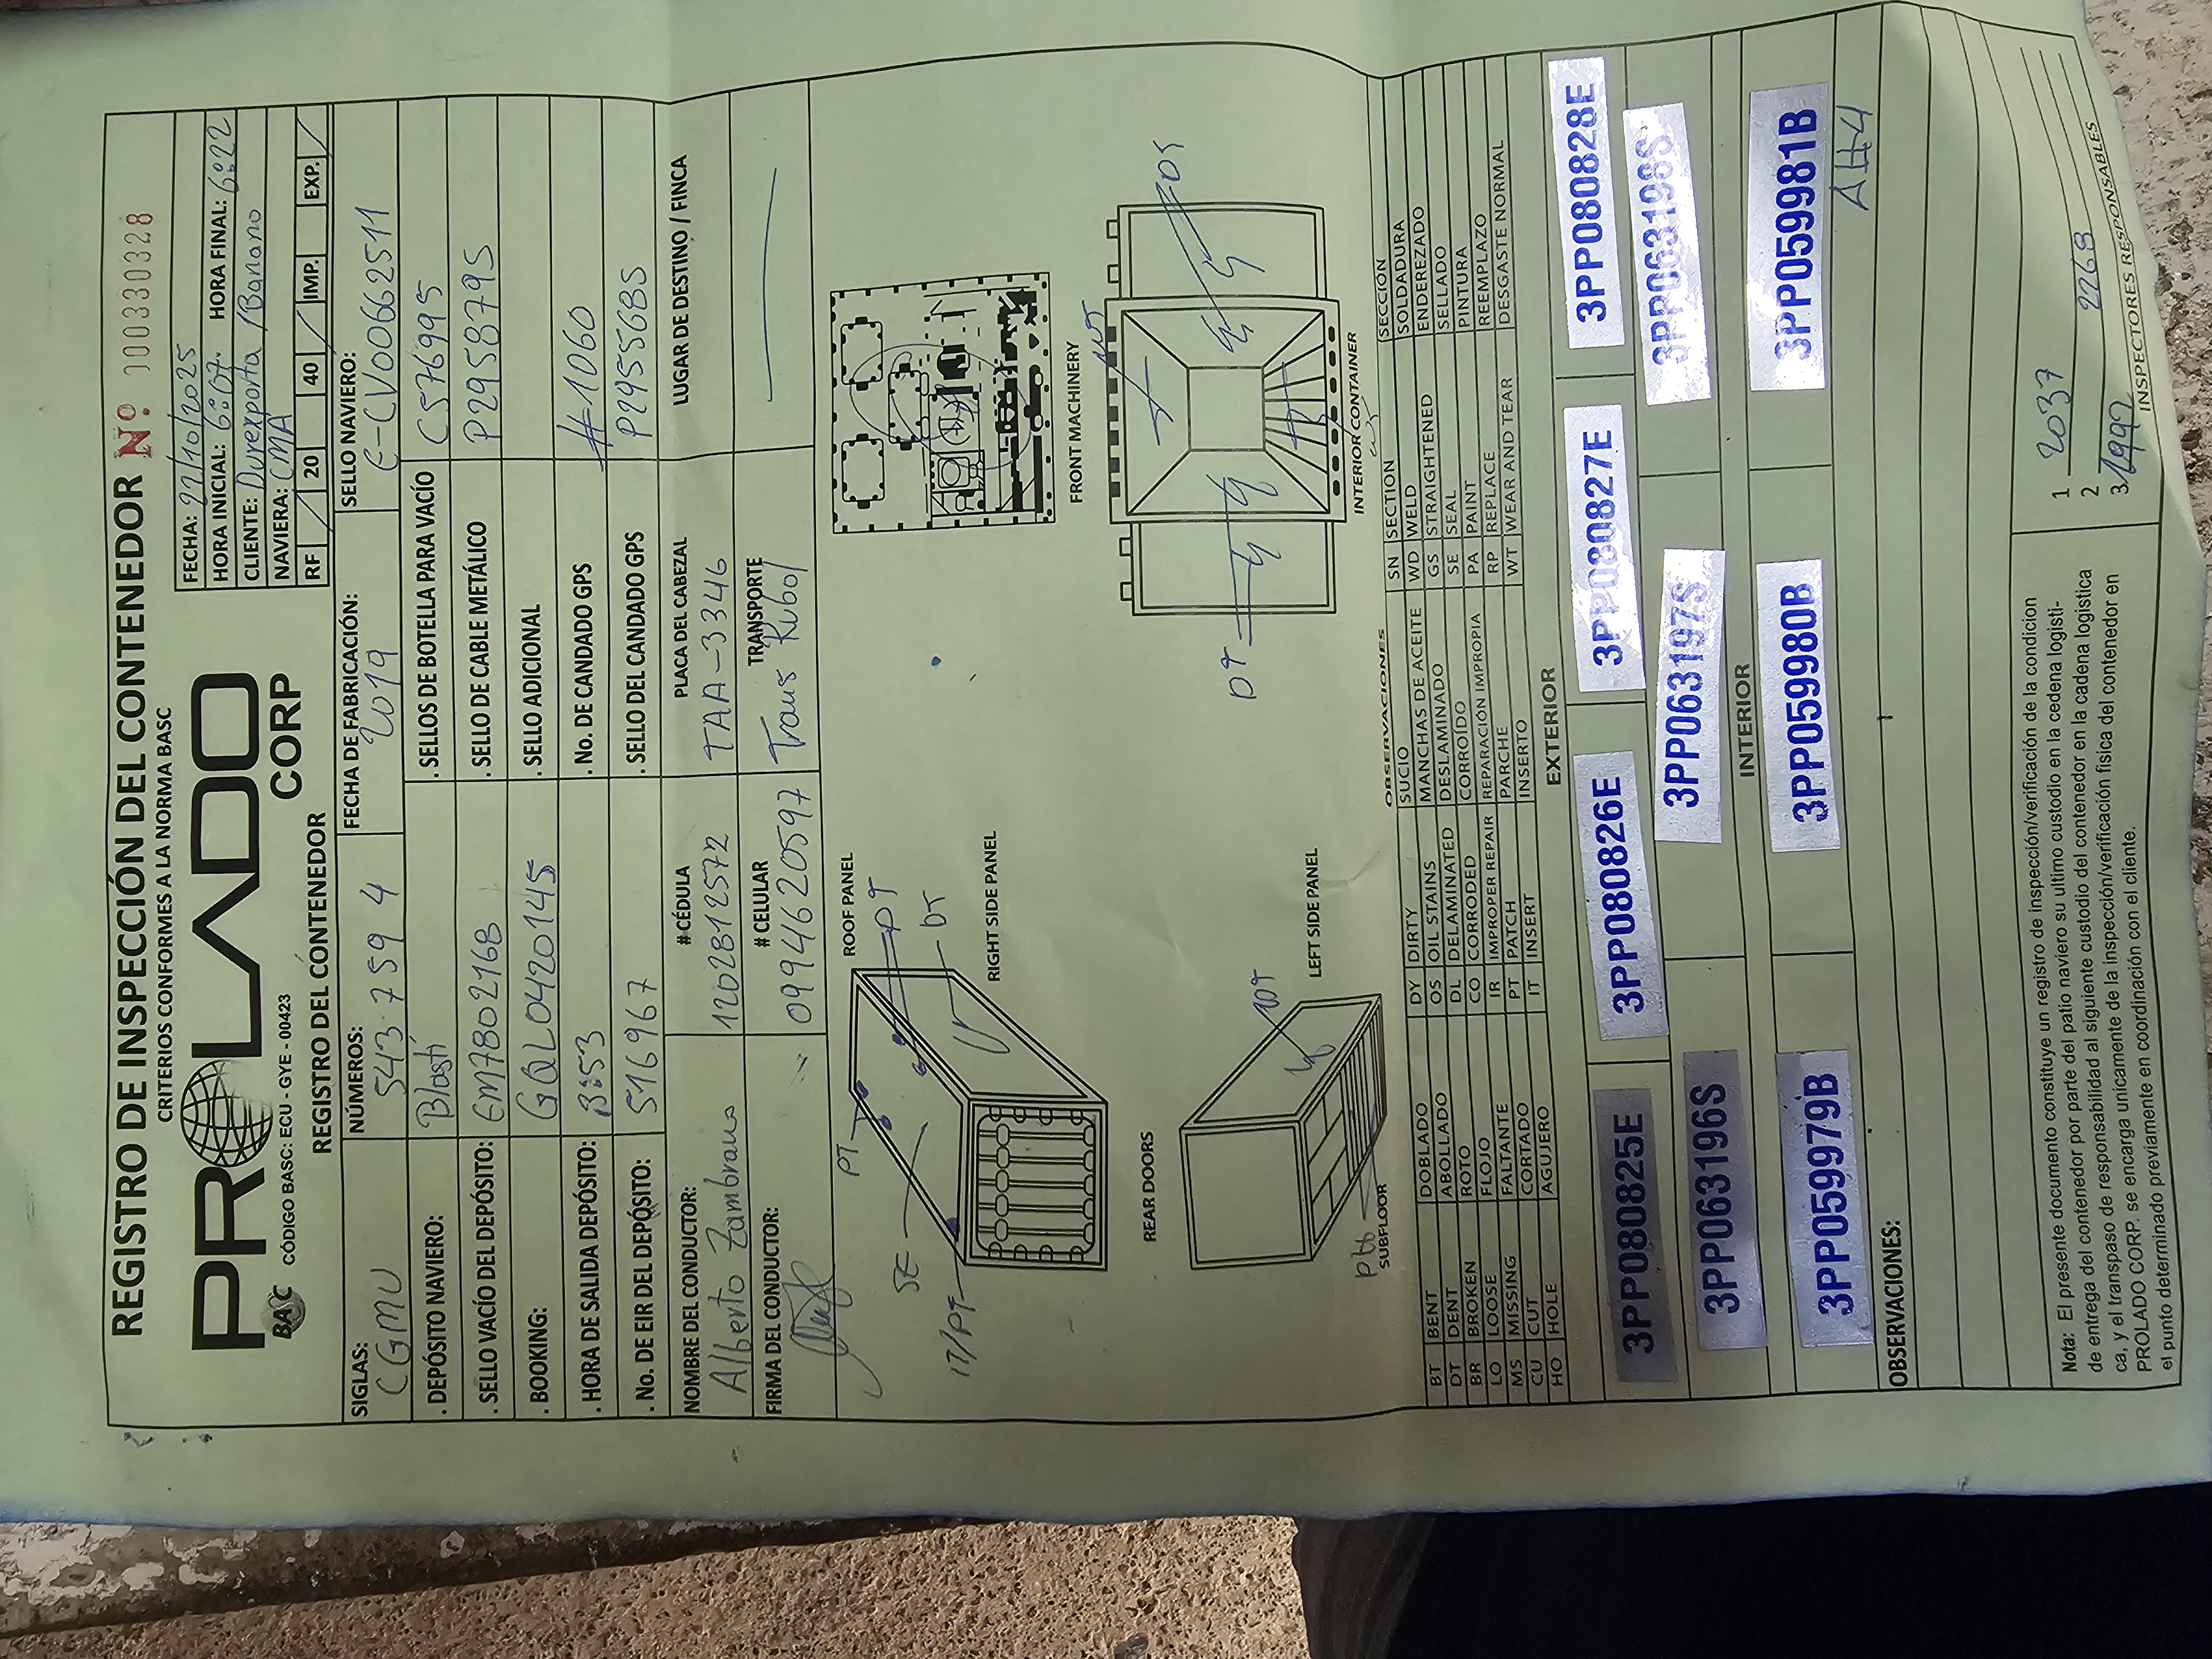 REGISTRO DE INSPECCIÓN DEL CONTENEDOR Nº 000330328
CRITERIOS CONFORMES A LA NORMA BASC
PROLADO
CORP
BASC CÓDIGO BASC: ECU - GYE - 00423
FECHA: 22/10/2025
HORA INICIAL: 6:07 HORA FINAL: 6:22
CLIENTE: Durexporta / Banano
NAVIERA: CMA
RF / 20 40 / IMP. EXP. /
REGISTRO DEL CONTENEDOR
SIGLAS: CGMU NÚMEROS: 543759 4 FECHA DE FABRICACIÓN: 2019 SELLO NAVIERO: E-CV00662511
. DEPÓSITO NAVIERO: Blasti . SELLOS DE BOTELLA PARA VACÍO C576995
. SELLO VACÍO DEL DEPÓSITO: EM7802168 . SELLO DE CABLE METÁLICO P295879S
. BOOKING: GQL0420145 . SELLO ADICIONAL
. HORA DE SALIDA DEPÓSITO: 3:53 . No. DE CANDADO GPS #1060
. No. DE EIR DEL DEPÓSITO: 516967 . SELLO DEL CANDADO GPS P295568S
NOMBRE DEL CONDUCTOR: Alberto Zambrano # CÉDULA 1202812572 PLACA DEL CABEZAL TAA-3346 LUGAR DE DESTINO / FINCA
FIRMA DEL CONDUCTOR: # CELULAR 0994620597 TRANSPORTE Trans Rubol
PT ROOF PANEL
SE PT
IT/PT DT
RIGHT SIDE PANEL
FRONT MACHINERY
REAR DOORS
WT
DT DT
WT
LEFT SIDE PANEL
SUBFLOOR
INTERIOR CONTAINER
OBSERVACIONES
BT BENT DOBLADO DY DIRTY SUCIO SN SECTION SECCIÓN
DT DENT ABOLLADO OS OIL STAINS MANCHAS DE ACEITE WD WELD SOLDADURA
BR BROKEN ROTO DL DELAMINATED DESLAMINADO GS STRAIGHTENED ENDEREZADO
LO LOOSE FLOJO CO CORRODED CORROÍDO SE SEAL SELLADO
MS MISSING FALTANTE IR IMPROPER REPAIR REPARACIÓN IMPROPIA PA PAINT PINTURA
CU CUT CORTADO PT PATCH PARCHE RP REPLACE REEMPLAZO
HO HOLE AGUJERO IT INSERT INSERTO WT WEAR AND TEAR DESGASTE NORMAL
EXTERIOR
3PP080825E 3PP080826E 3PP080827E 3PP080828E
3PP063196S 3PP063197S 3PP063198S
INTERIOR
3PP059979B 3PP059980B 3PP059981B
OBSERVACIONES:
Nota: El presente documento constituye un registro de inspección/verificación de la condicion
de entrega del contenedor por parte del patio naviero su ultimo custodio en la cedena logisti-
ca, y el transpaso de responsabilidad al siguiente custodio del contenedor en la cadena logistica
PROLADO CORP. se encarga unicamente de la inspección/verificación fisica del contenedor en
el punto determinado previamente en coordinación con el cliente.
1 2037
2 2268
3 1992
INSPECTORES RESPONSABLES